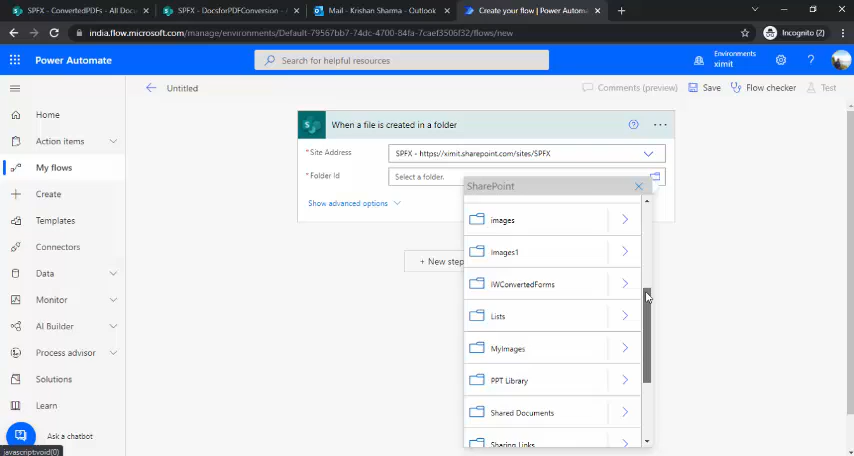 SPFX - ConvertedPDFs - All Docu
SPFX - DocsforPDFConversion - A
Mail - Krishan Sharma - Outlook
Create your flow | Power Automate
india.flow.microsoft.com/manage/environments/Default-79567bb7-74dc-4700-84fa-7caef3506f32/flows/new
Incognito (2)
Power Automate
Search for helpful resources
Environments
ximit
Untitled
Comments (preview)
Save
Flow checker
Test
Home
Action items
My flows
Create
Templates
Connectors
Data
Monitor
AI Builder
Process advisor
Solutions
Learn
Ask a chatbot
javascript:void(0)
When a file is created in a folder
* Site Address
SPFX - https://ximit.sharepoint.com/sites/SPFX
* Folder Id
Select a folder.
Show advanced options
+ New step
SharePoint
images
images1
IWConvertedForms
Lists
MyImages
PPT Library
Shared Documents
Sharing Links